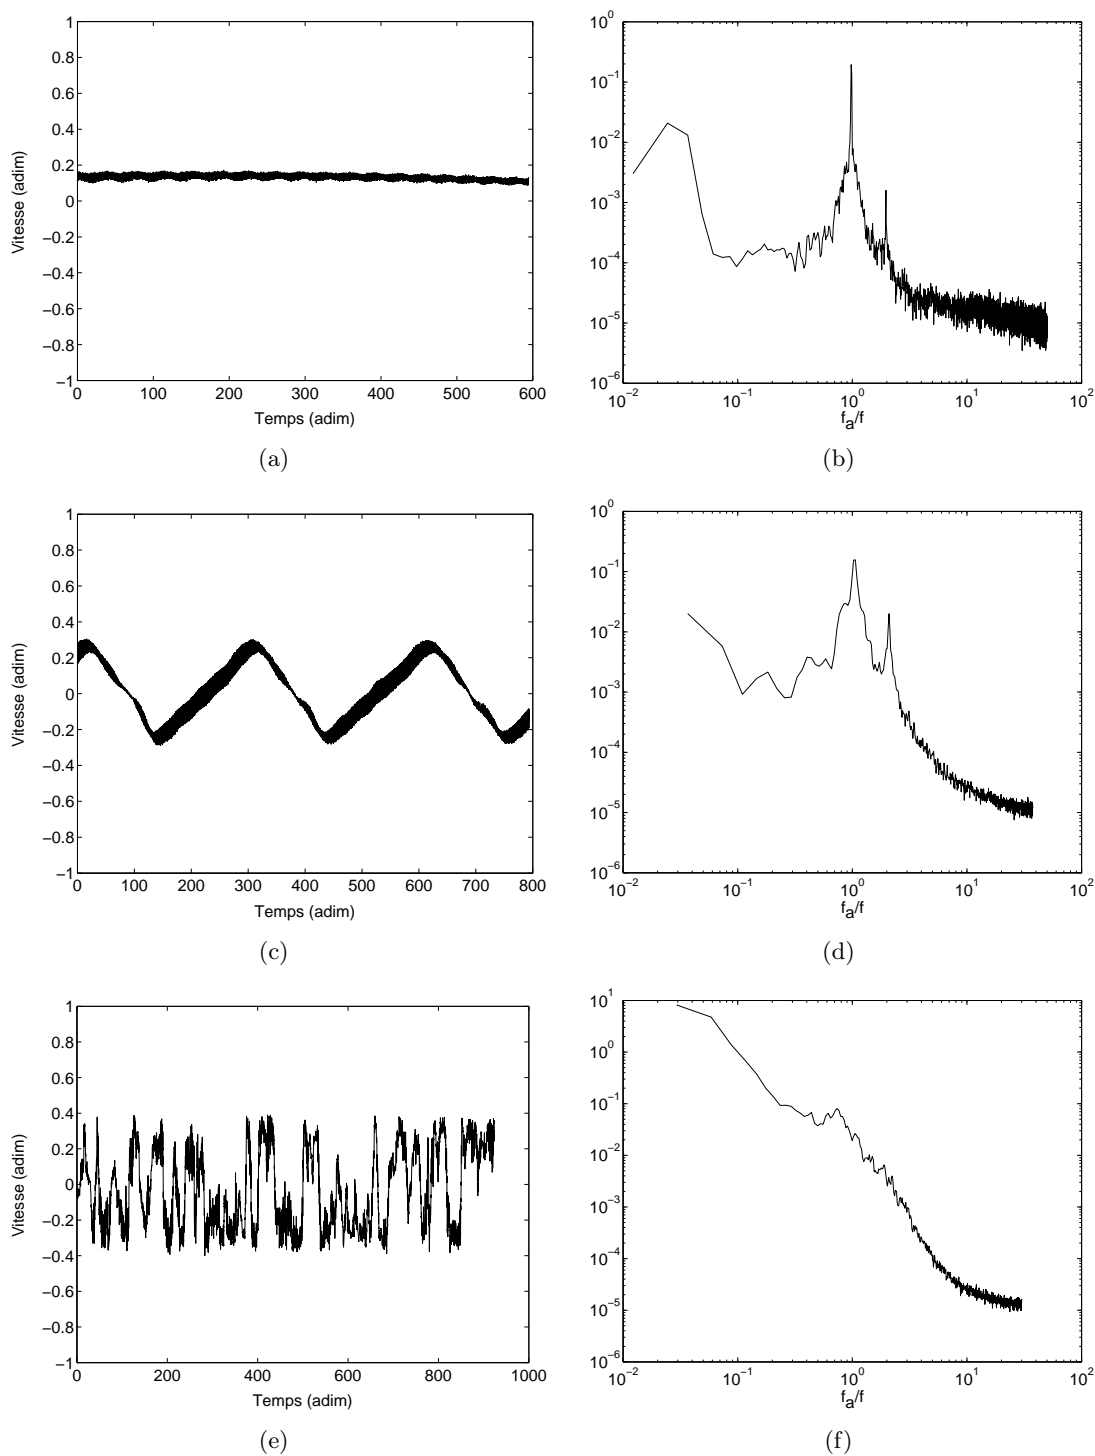 1
0.8
0.6
0.4
0.2
0
−0.2
−0.4
−0.6
−0.8
−1
0 100 200 300 400 500 600
Vitesse (adim)
Temps (adim)
(a)
10^0
10^−1
10^−2
10^−3
10^−4
10^−5
10^−6
10^−2 10^−1 10^0 10^1 10^2
f_a/f
(b)
1
0.8
0.6
0.4
0.2
0
−0.2
−0.4
−0.6
−0.8
−1
0 100 200 300 400 500 600 700 800
Vitesse (adim)
Temps (adim)
(c)
10^0
10^−1
10^−2
10^−3
10^−4
10^−5
10^−6
10^−2 10^−1 10^0 10^1 10^2
f_a/f
(d)
1
0.8
0.6
0.4
0.2
0
−0.2
−0.4
−0.6
−0.8
−1
0 200 400 600 800 1000
Vitesse (adim)
Temps (adim)
(e)
10^1
10^0
10^−1
10^−2
10^−3
10^−4
10^−5
10^−6
10^−2 10^−1 10^0 10^1 10^2
f_a/f
(f)